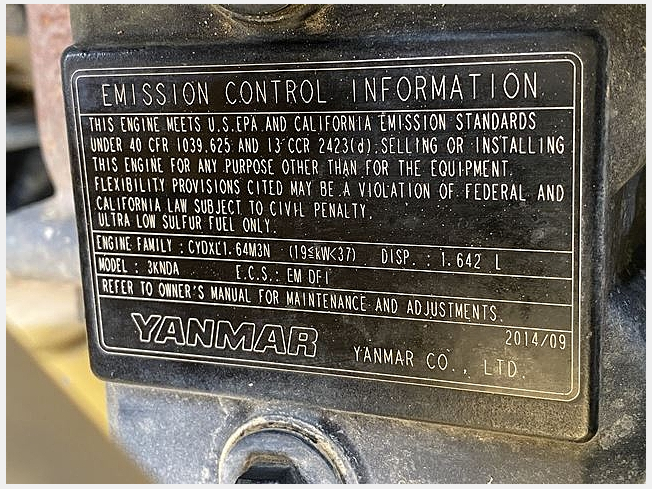 EMISSION CONTROL INFORMATION
THIS ENGINE MEETS U.S.EPA AND CALIFORNIA EMISSION STANDARDS
UNDER 40 CFR 1039.625 AND 13 CCR 2423(d). SELLING OR INSTALLING
THIS ENGINE FOR ANY PURPOSE OTHER THAN FOR THE EQUIPMENT.
FLEXIBILITY PROVISIONS CITED MAY BE A VIOLATION OF FEDERAL AND
CALIFORNIA LAW SUBJECT TO CIVIL PENALTY.
ULTRA LOW SULFUR FUEL ONLY.
ENGINE FAMILY : CYDXL1.64M3N (19≤kW<37) DISP. : 1.642 L
MODEL : 3KNDA E.C.S.: EM DFI
REFER TO OWNER'S MANUAL FOR MAINTENANCE AND ADJUSTMENTS.
2014/09
YANMAR YANMAR CO., LTD.